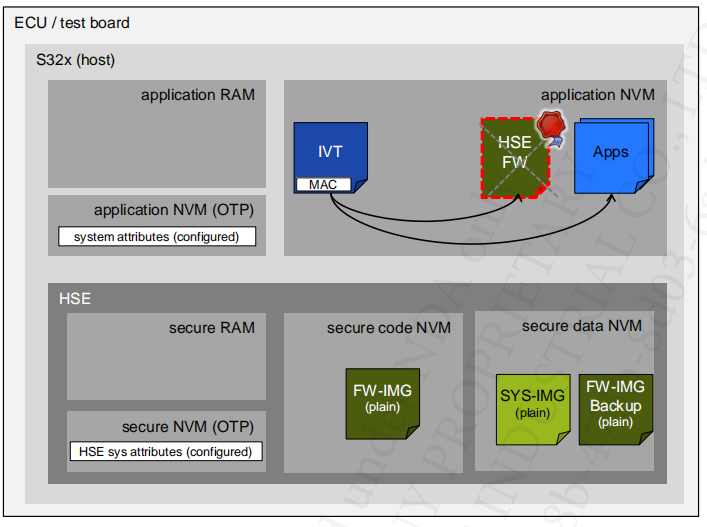 ECU / test board
S32x (host)
application RAM
application NVM
IVT
MAC
HSE
FW
Apps
application NVM (OTP)
system attributes (configured)
HSE
secure RAM
secure code NVM
secure data NVM
FW-IMG
(plain)
SYS-IMG
(plain)
FW-IMG
Backup
(plain)
secure NVM (OTP)
HSE sys attributes (configured)